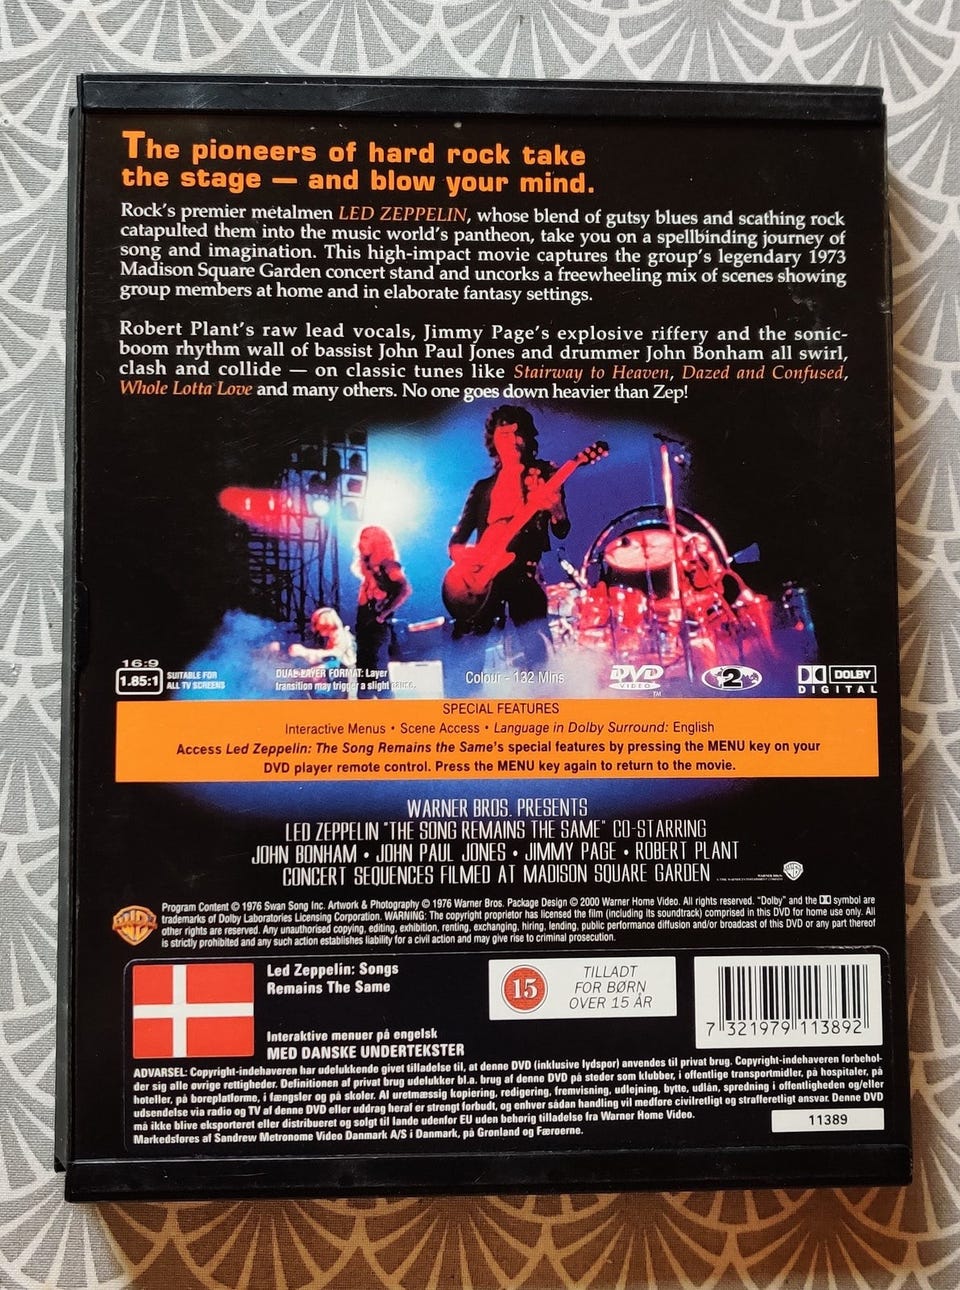 The pioneers of hard rock take
the stage — and blow your mind.
Rock's premier metalmen LED ZEPPELIN, whose blend of gutsy blues and scathing rock
catapulted them into the music world's pantheon, take you on a spellbinding journey of
song and imagination. This high-impact movie captures the group's legendary 1973
Madison Square Garden concert stand and uncorks a freewheeling mix of scenes showing
group members at home and in elaborate fantasy settings.
Robert Plant's raw lead vocals, Jimmy Page's explosive riffery and the sonic-
boom rhythm wall of bassist John Paul Jones and drummer John Bonham all swirl,
clash and collide — on classic tunes like Stairway to Heaven, Dazed and Confused,
Whole Lotta Love and many others. No one goes down heavier than Zep!
16:9
1.85:1
SUITABLE FOR
ALL TV SCREENS
DUAL-LAYER FORMAT: Layer
transition may trigger a slight pause.
Colour - 132 Mins
DVD
VIDEO
TM
2
DOLBY
DIGITAL
SPECIAL FEATURES
Interactive Menus • Scene Access • Language in Dolby Surround: English
Access Led Zeppelin: The Song Remains the Same's special features by pressing the MENU key on your
DVD player remote control. Press the MENU key again to return to the movie.
WARNER BROS. PRESENTS
LED ZEPPELIN "THE SONG REMAINS THE SAME" CO-STARRING
JOHN BONHAM • JOHN PAUL JONES • JIMMY PAGE • ROBERT PLANT
CONCERT SEQUENCES FILMED AT MADISON SQUARE GARDEN
Program Content © 1976 Swan Song Inc. Artwork & Photography © 1976 Warner Bros. Package Design © 2000 Warner Home Video. All rights reserved. "Dolby" and the symbol are
trademarks of Dolby Laboratories Licensing Corporation. WARNING: The copyright proprietor has licensed the film (including its soundtrack) comprised in this DVD for home use only. All
other rights are reserved. Any unauthorised copying, editing, exhibition, renting, exchanging, hiring, lending, public performance diffusion and/or broadcast of this DVD or any part thereof
is strictly prohibited and any such action establishes liability for a civil action and may give rise to criminal prosecution.
Led Zeppelin: Songs
Remains The Same
Interaktive menuer på engelsk
MED DANSKE UNDERTEKSTER
15
TILLADT
FOR BØRN
OVER 15 ÅR
7 321979 113892
ADVARSEL: Copyright-indehaveren har udelukkende givet tilladelse til, at denne DVD (inklusive lydspor) anvendes til privat brug. Copyright-indehaveren forbehol-
der sig alle øvrige rettigheder. Definitionen af privat brug udelukker bl.a. brug af denne DVD på steder som klubber, i offentlige transportmidler, på hospitaler, på
hoteller, på boreplatforme, i fængsler og på skoler. Al uretmæssig kopiering, redigering, fremvisning, udlejning, bytte, udlån, spredning i offentligheden og/eller
udsendelse via radio og TV af denne DVD eller uddrag heraf er strengt forbudt, og enhver sådan handling vil medføre civilretligt og strafferetligt ansvar. Denne DVD
må ikke blive eksporteret eller distribueret og solgt til lande udenfor EU uden behørig tilladelse fra Warner Home Video.
Markedsføres af Sandrew Metronome Video Danmark A/S i Danmark, på Grønland og Færøerne.
11389